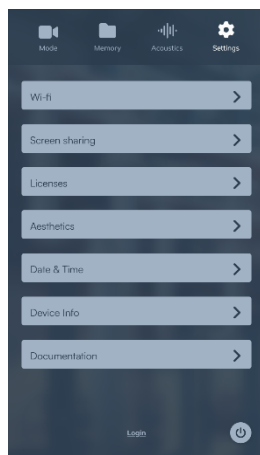 Mode
Memory
Acoustics
Settings
Wi-fi
Screen sharing
Licenses
Aesthetics
Date & Time
Device Info
Documentation
Login